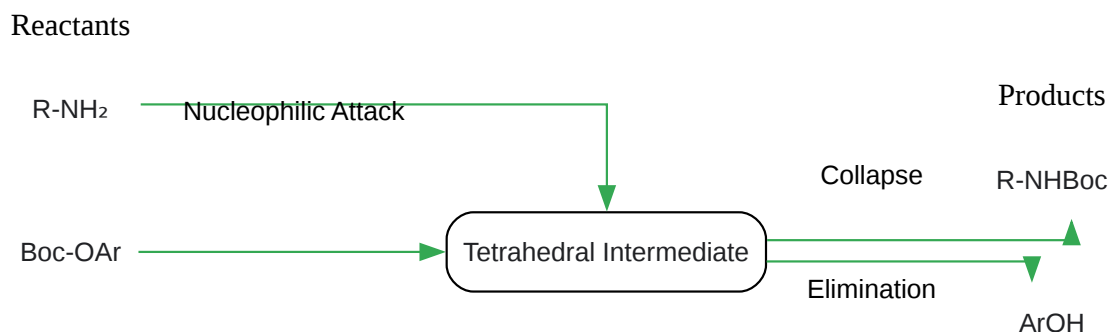 Reactants
R-NH₂
Nucleophilic Attack
Products
Collapse
R-NHBoc
Boc-OAr
Tetrahedral Intermediate
Elimination
ArOH